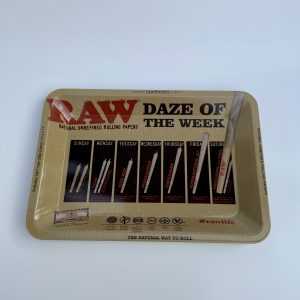 RAW DAZE OF
NATURAL UNREFINED ROLLING PAPERS THE WEEK
SUNDAY MONDAY TUESDAY WEDNESDAY THURSDAY FRIDAY SATUR
#rawlife
THE NATURAL WAY TO ROLL